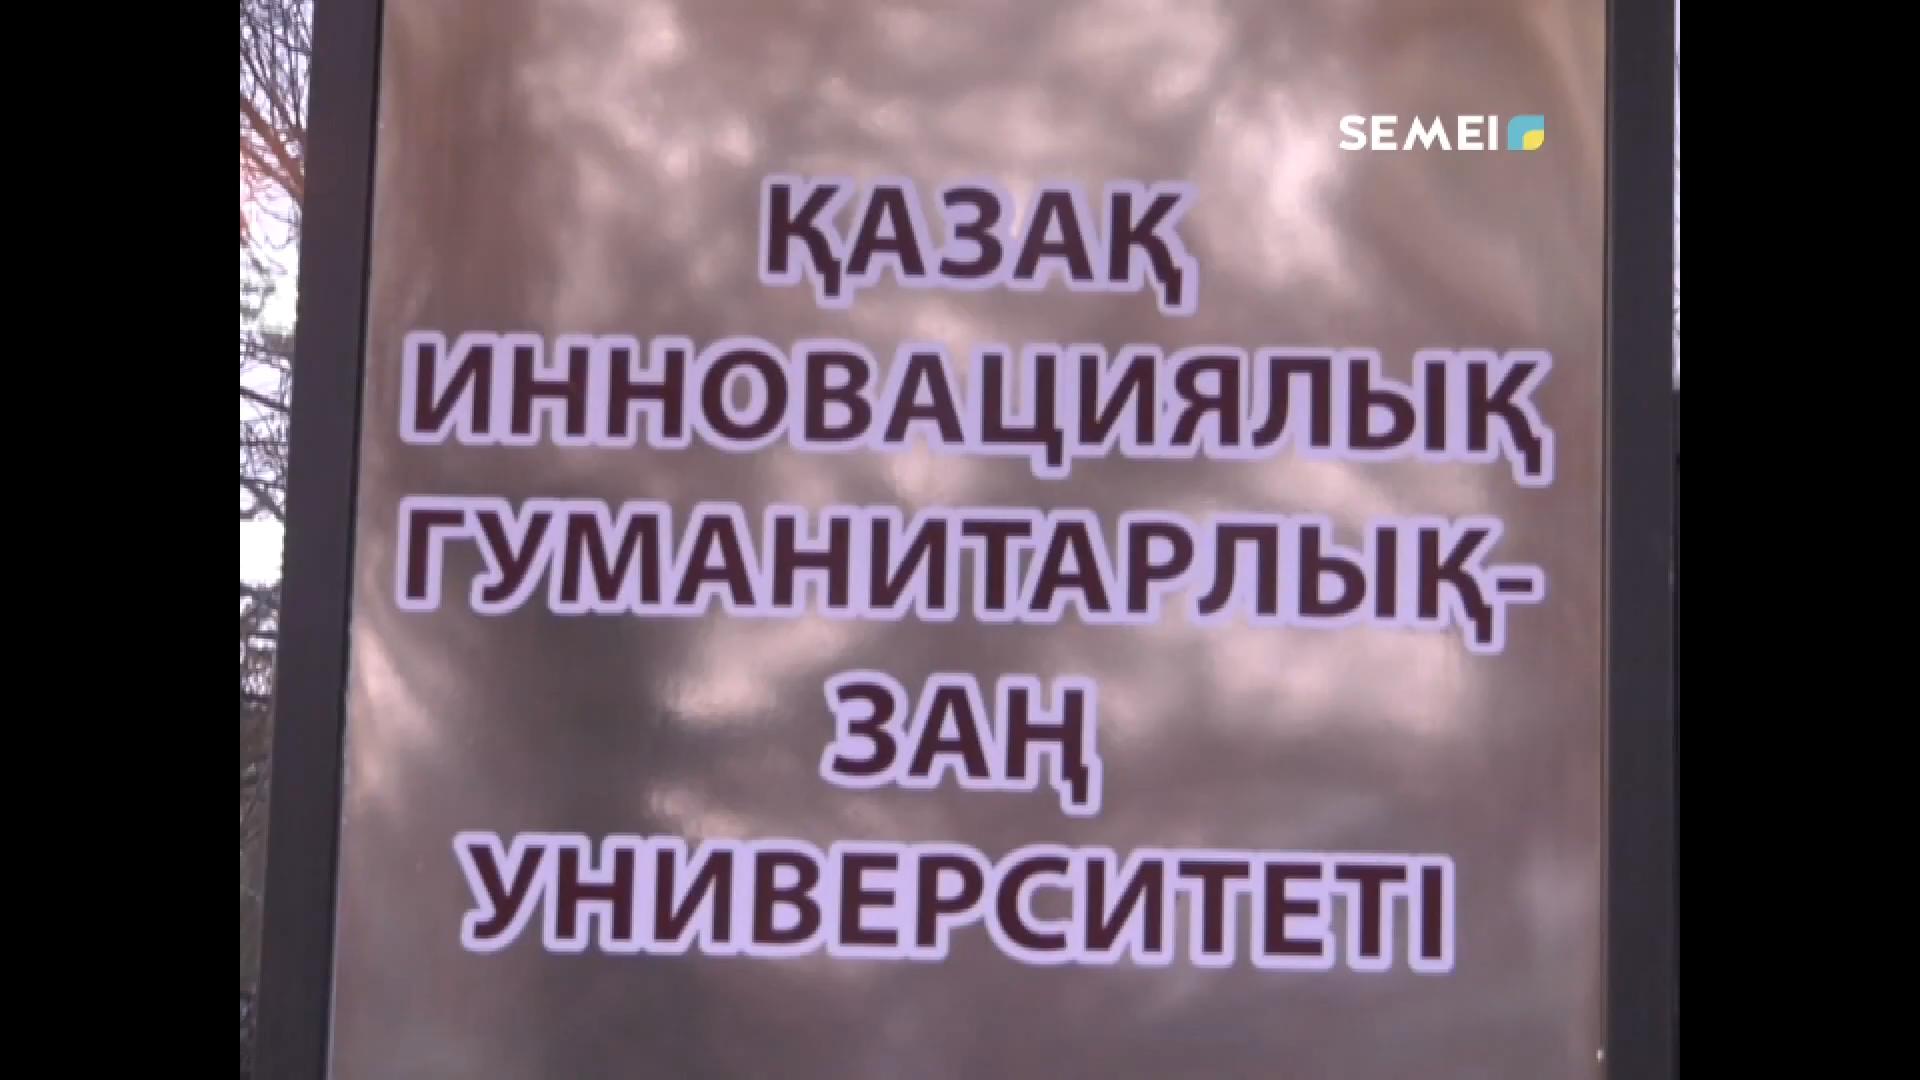 SEMEI
ҚАЗАҚ
ИННОВАЦИЯЛЫҚ
ГУМАНИТАРЛЫҚ-
ЗАҢ
УНИВЕРСИТЕТІ